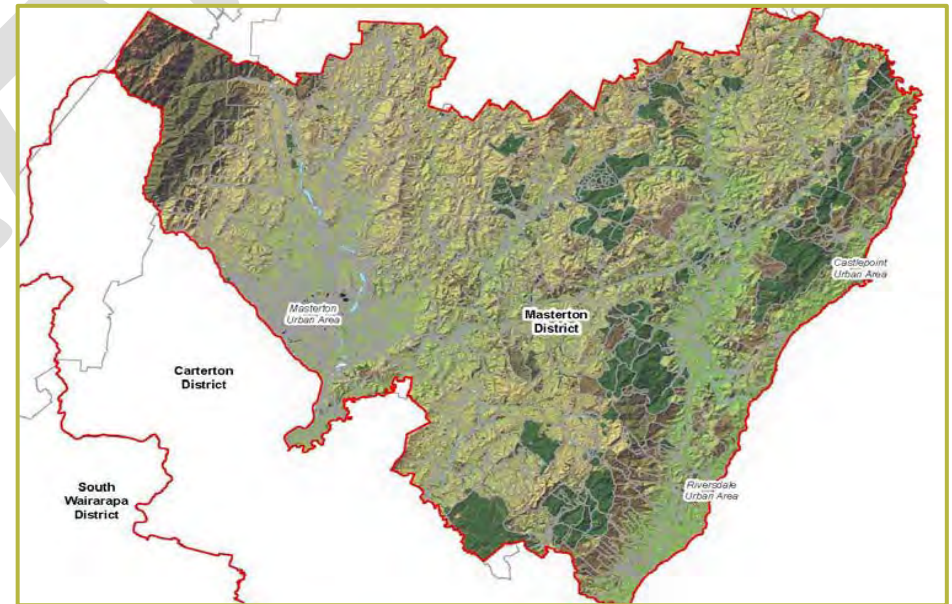 Castlepoint
Urban Area
Masterton
Urban Area
Masterton
District
Carterton
District
South
Wairarapa
District
Riversdale
Urban Area